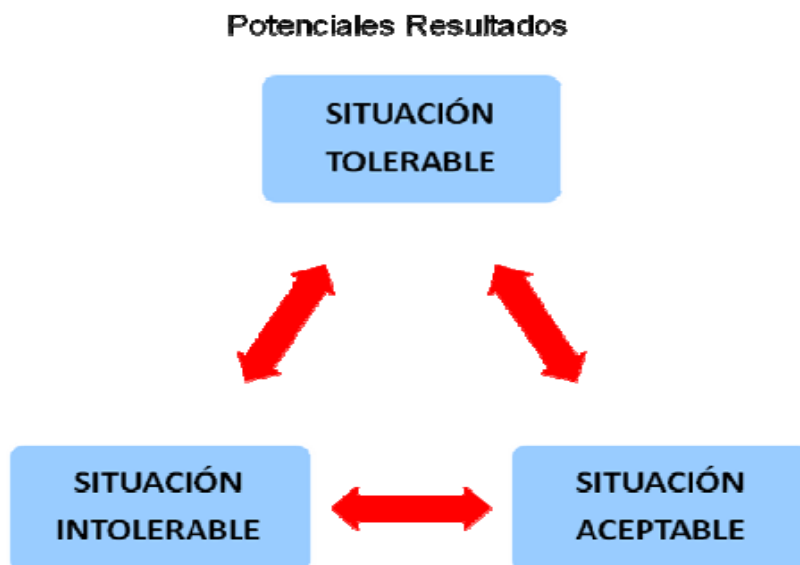 Potenciales Resultados
SITUACIÓN
TOLERABLE
SITUACIÓN
INTOLERABLE
SITUACIÓN
ACEPTABLE